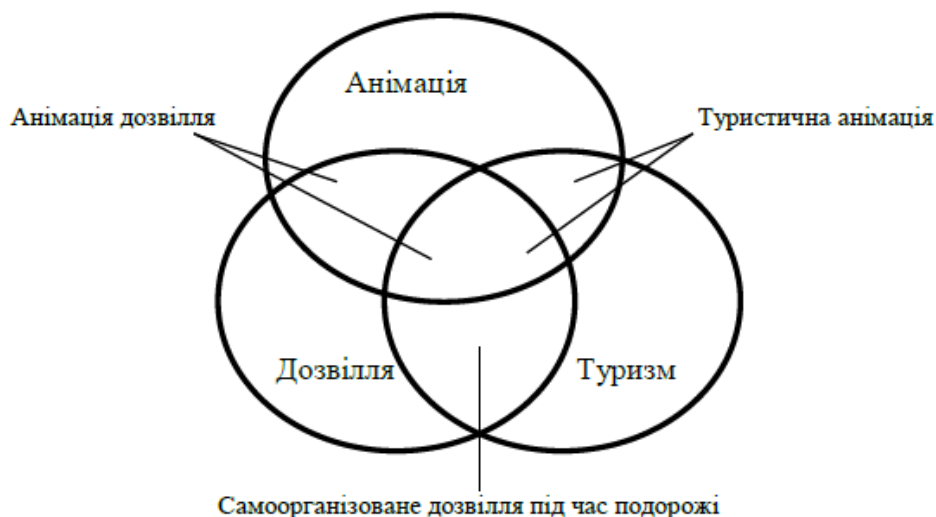 Анімація
Анімація дозвілля
Туристична анімація
Дозвілля
Туризм
Самоорганізоване дозвілля під час подорожі